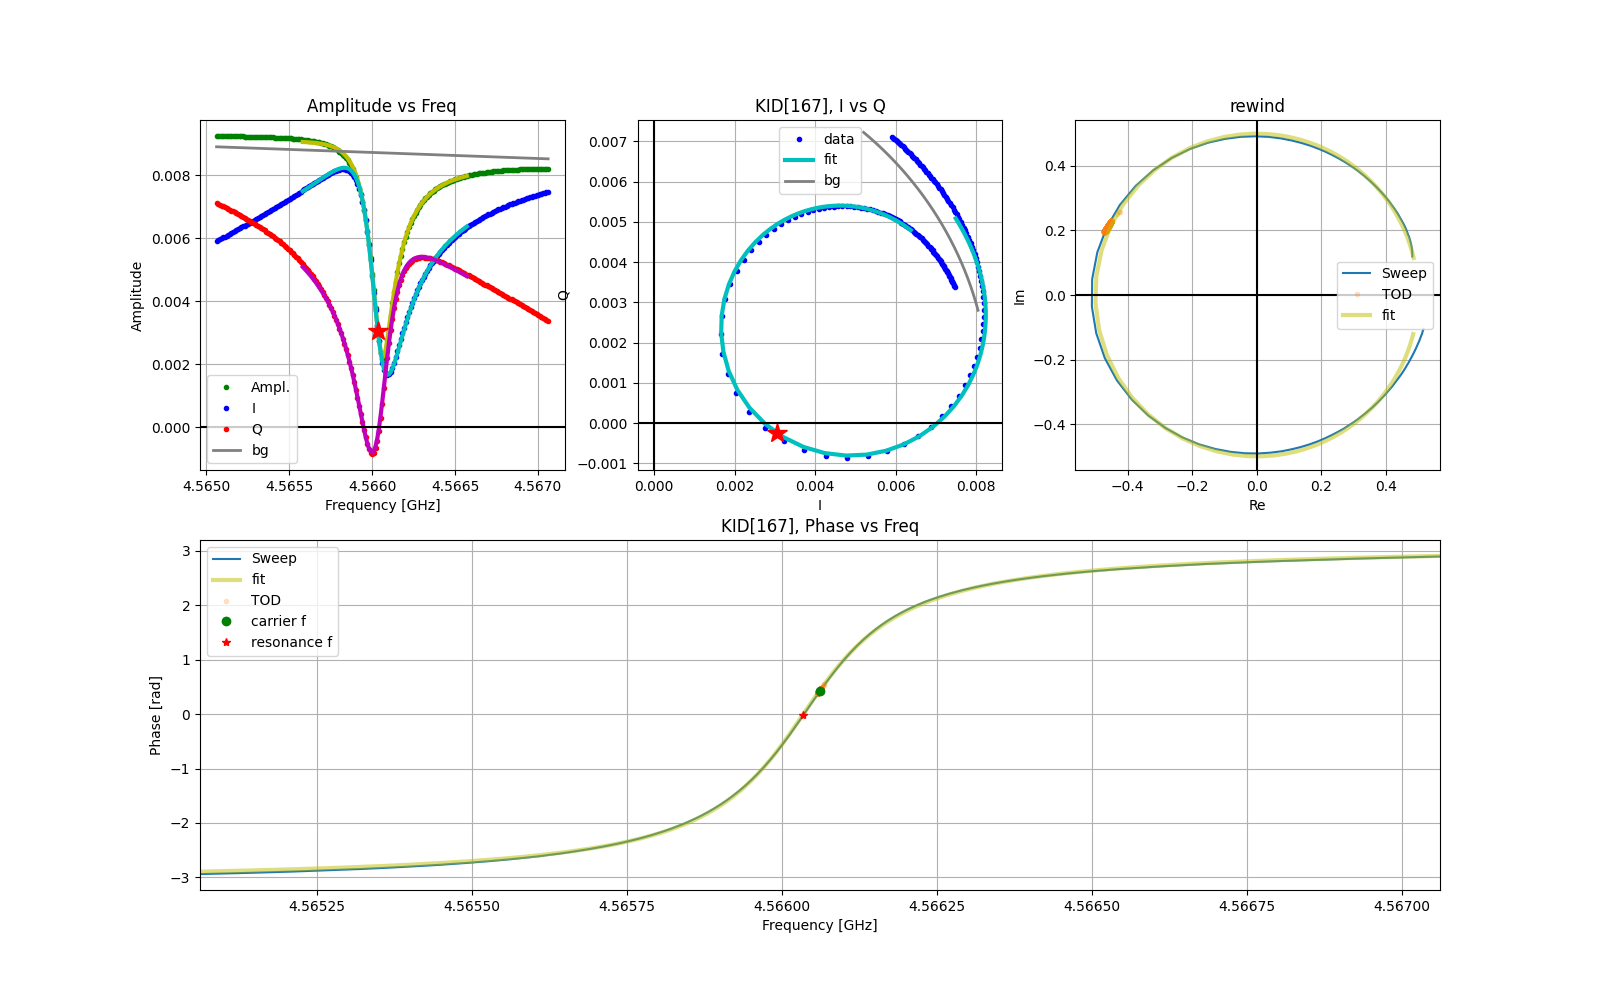 Amplitude vs Freq
Amplitude
0.008
0.006
0.004
0.002
0.000
Ampl.
I
Q
bg
4.5650 4.5655 4.5660 4.5665 4.5670
Frequency [GHz]
KID[167], I vs Q
Q
0.007
0.006
0.005
0.004
0.003
0.002
0.001
0.000
−0.001
data
fit
bg
0.000 0.002 0.004 0.006 0.008
I
rewind
Im
0.4
0.2
0.0
−0.2
−0.4
Sweep
TOD
fit
−0.4 −0.2 0.0 0.2 0.4
Re
KID[167], Phase vs Freq
Phase [rad]
3
2
1
0
−1
−2
−3
Sweep
fit
TOD
carrier f
resonance f
4.56525 4.56550 4.56575 4.56600 4.56625 4.56650 4.56675 4.56700
Frequency [GHz]